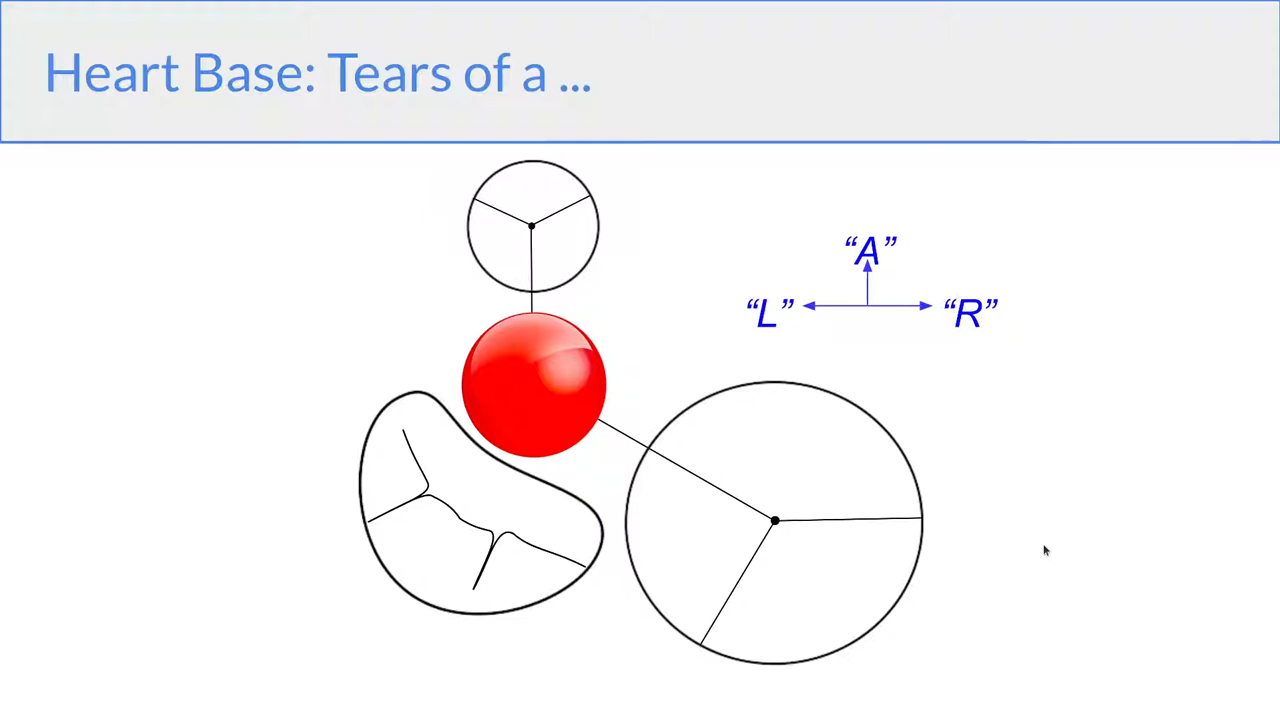 Heart Base: Tears of a ...
“A”
“L”
“R”